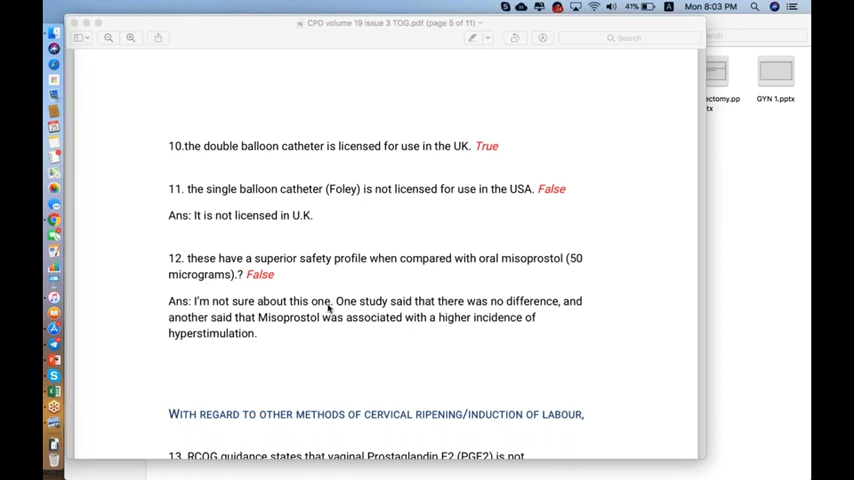 41%
Mon 8:03 PM
CPD volume 19 issue 3 TOG.pdf (page 5 of 11)
Search
10.the double balloon catheter is licensed for use in the UK. True
11. the single balloon catheter (Foley) is not licensed for use in the USA. False
Ans: It is not licensed in U.K.
12. these have a superior safety profile when compared with oral misoprostol (50
micrograms).? False
Ans: I'm not sure about this one. One study said that there was no difference, and
another said that Misoprostol was associated with a higher incidence of
hyperstimulation.
WITH REGARD TO OTHER METHODS OF CERVICAL RIPENING/INDUCTION OF LABOUR,
13. RCOG guidance states that vaginal Prostaglandin E2 (PGE2) is not
ectomy.pp
tx
GYN 1.pptx